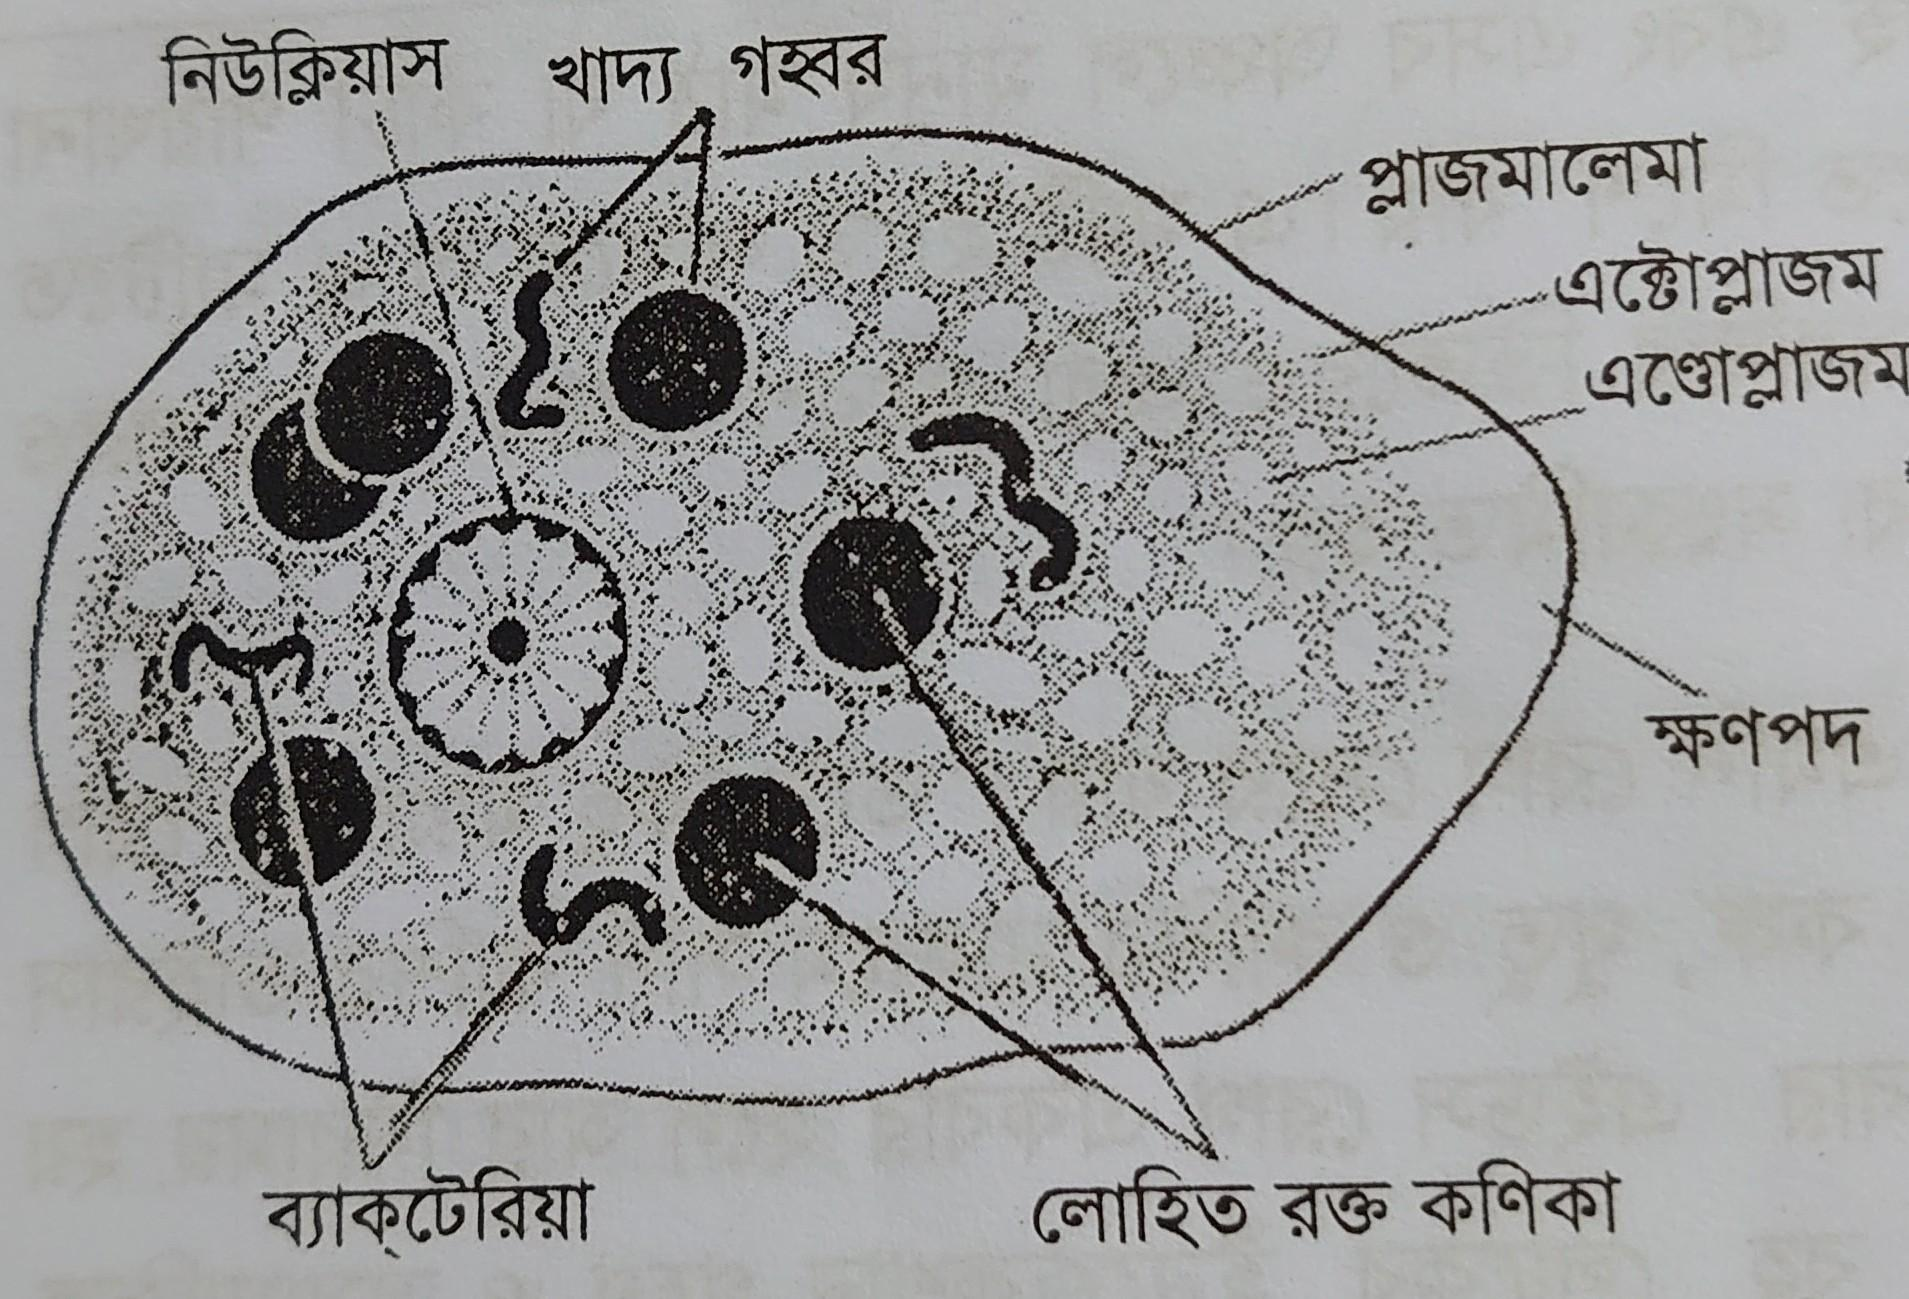 নিউক্লিয়াস
খাদ্য গহ্বর
প্লাজমালেমা
এক্টোপ্লাজম
এণ্ডোপ্লাজম
ক্ষণপদ
ব্যাক্‌টেরিয়া
লোহিত রক্ত কণিকা